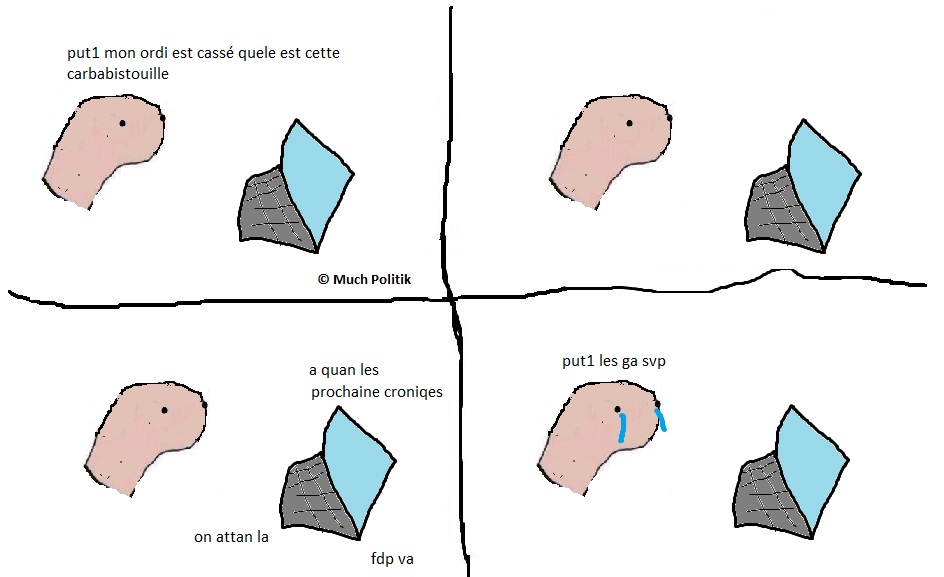 put1 mon ordi est cassé quele est cette
carbabistouille
© Much Politik
a quan les
prochaine croniqes
on attan la
fdp va
put1 les ga svp